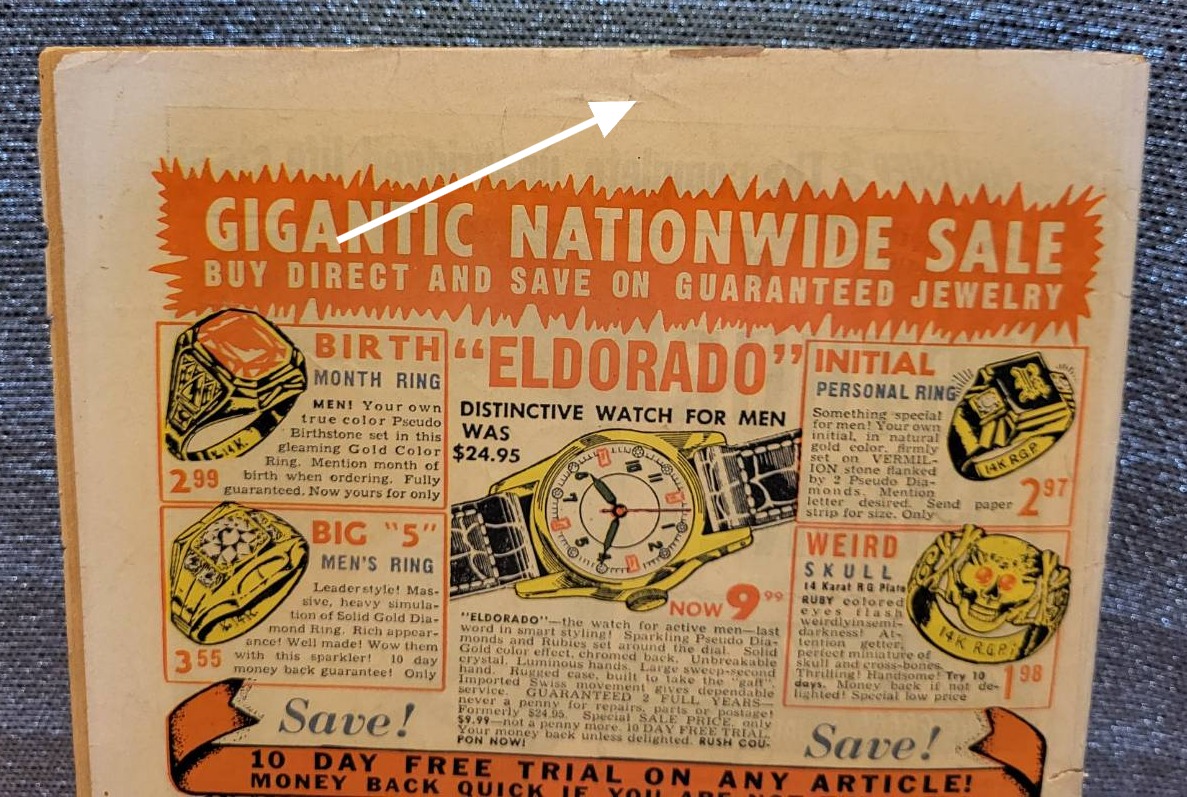 GIGANTIC NATIONWIDE SALE
BUY DIRECT AND SAVE ON GUARANTEED JEWELRY
BIRTH
MONTH RING
MEN! Your own
true color Pseudo
Birthstone set in this
gleaming Gold Color
Ring. Mention month of
birth when ordering. Fully
guaranteed. Now yours for only
2 99
BIG "5"
MEN'S RING
Leaderstyle! Mas-
sive, heavy simula-
tion of Solid Gold Dia-
mond Ring. Rich appear-
ance! Well made! Wow them
with this sparkler! 10 day
money back guarantee! Only
3 55
"ELDORADO"
DISTINCTIVE WATCH FOR MEN
WAS
$24.95
NOW 9 99
"ELDORADO"—the watch for active men—last
word in smart styling! Sparkling Pseudo Dia-
monds and Rubies set around the dial. Solid
Gold color effect, chromed back. Unbreakable
crystal. Luminous hands. Large sweep-second
hand. Rugged case, built to take the "gaff".
Imported Swiss movement gives dependable
service. GUARANTEED 2 FULL YEARS—
never a penny for repairs, parts or postage!
Formerly $24.95. Special SALE PRICE, only
$9.99—not a penny more. 10 DAY FREE TRIAL.
Your money back unless delighted. RUSH COU-
PON NOW!
INITIAL
PERSONAL RING
Something special
for men! Your own
initial, in natural
gold color, firmly
set on VERMIL-
ION stone flanked
by 2 Pseudo Dia-
monds. Mention
letter desired. Send paper
strip for size. Only
14K R.G.P.
2 97
WEIRD
SKULL
14 Karat R G Plate
RUBY colored
eyes flash
weirdly in semi-
darkness! At-
tention getter,
perfect miniature of
skull and cross-bones.
Thrilling! Handsome! Try 10
days. Money back if not de-
lighted! Special low price
14K R.G.P.
1 98
Save!
Save!
10 DAY FREE TRIAL ON ANY ARTICLE!
MONEY BACK QUICK IF YOU ARE NOT